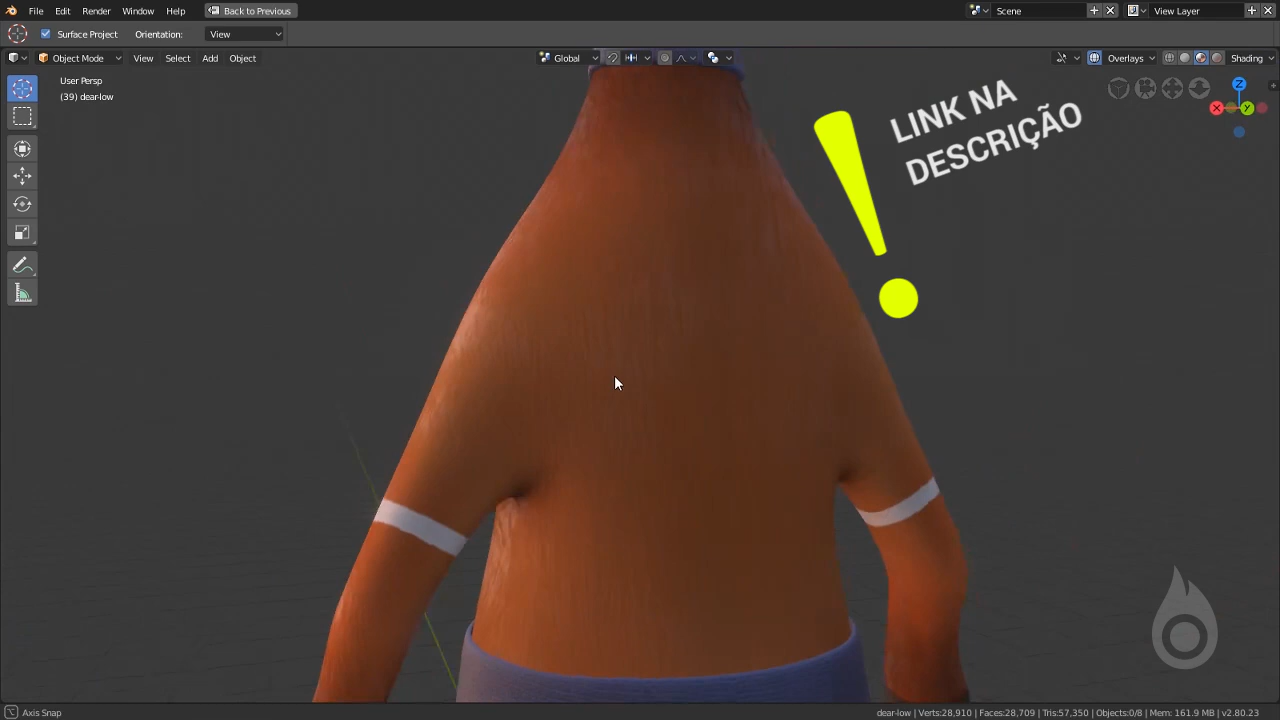 File Edit Render Window Help Back to Previous Scene View Layer
Surface Project Orientation: View
Object Mode View Select Add Object Global Overlays Shading
User Persp
(39) dear-low
LINK NA
DESCRIÇÃO
Z
X Y
Axis Snap dear-low | Verts:28,910 | Faces:28,709 | Tris:57,350 | Objects:0/8 | Mem: 161.9 MB | v2.80.23